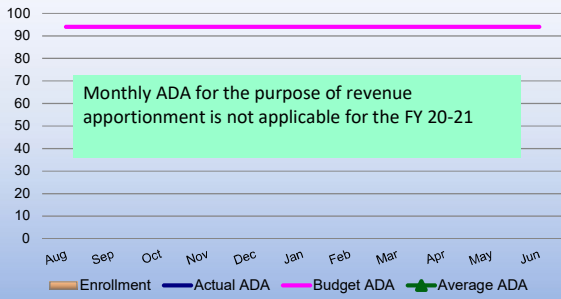 100
90
80
70
60
50
40
30
20
10
0
Monthly ADA for the purpose of revenue
apportionment is not applicable for the FY 20-21
Aug Sep Oct Nov Dec Jan Feb Mar Apr May Jun
Enrollment Actual ADA Budget ADA Average ADA